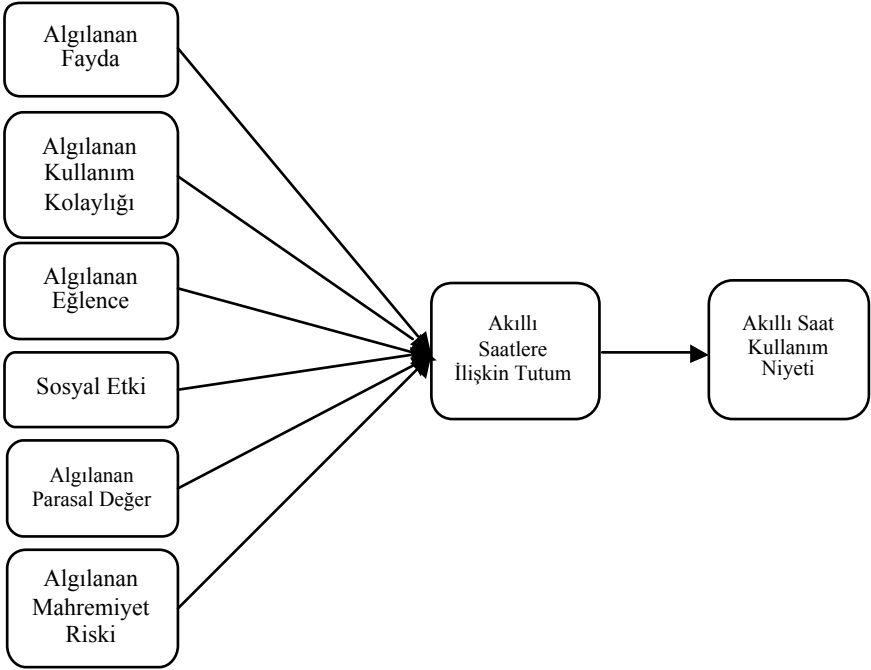 Algılanan
Fayda
Algılanan
Kullanım
Kolaylığı
Algılanan
Eğlence
Sosyal Etki
Algılanan
Parasal Değer
Algılanan
Mahremiyet
Riski
Akıllı
Saatlere
İlişkin Tutum
Akıllı Saat
Kullanım
Niyeti